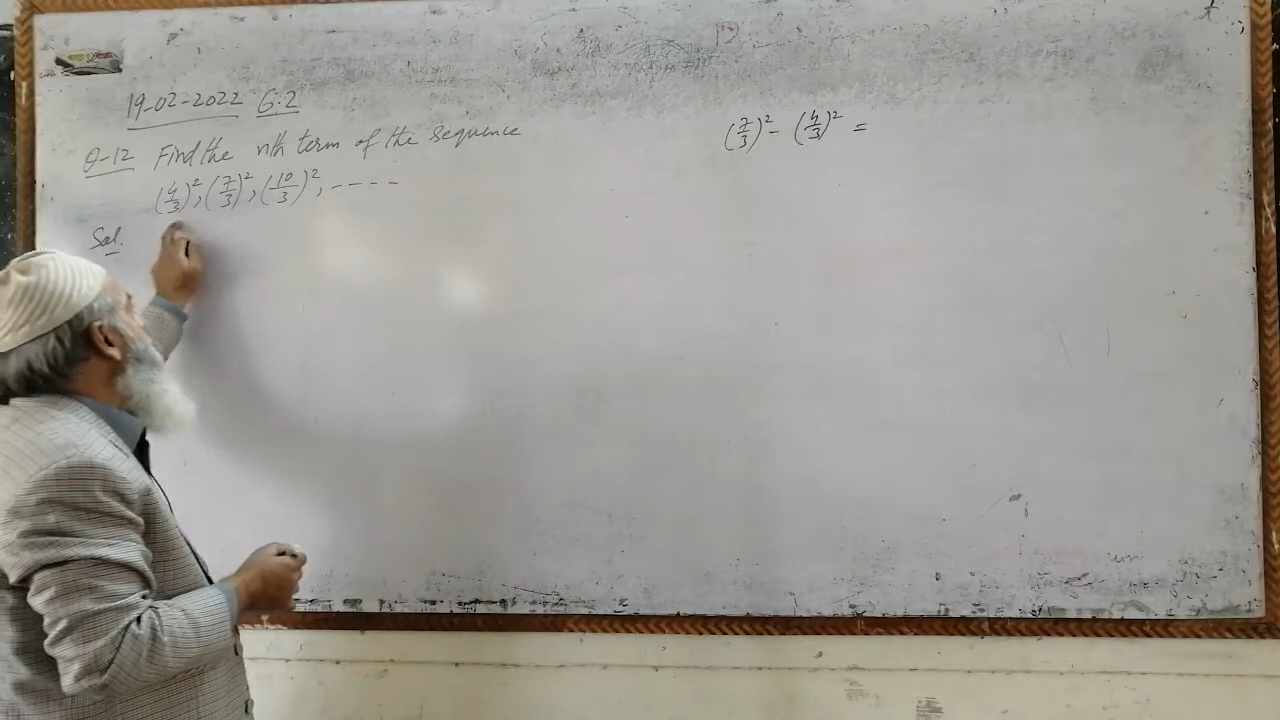 19-02-2022 6.2
Q-12 Find the nth term of the sequence
(4/3)², (7/3)², (10/3)², ----
Sol.
(7/3)² - (4/3)² =